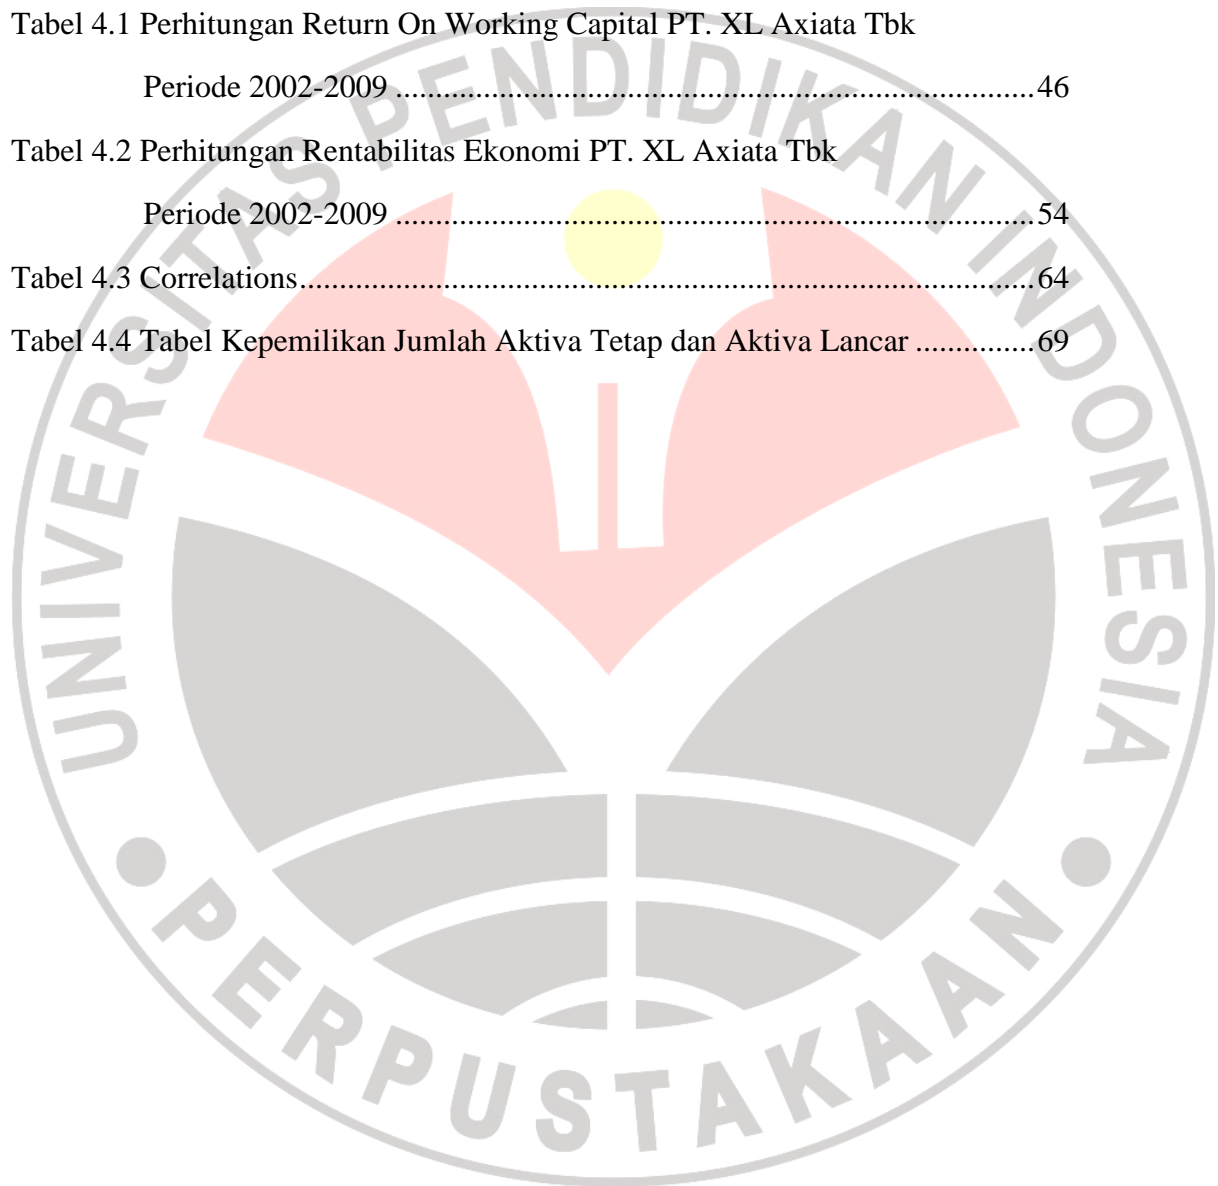 Tabel 4.1 Perhitungan Return On Working Capital PT. XL Axiata Tbk
Periode 2002-2009 ........................................................................46
Tabel 4.2 Perhitungan Rentabilitas Ekonomi PT. XL Axiata Tbk
Periode 2002-2009 ........................................................................54
Tabel 4.3 Correlations...................................................................................64
Tabel 4.4 Tabel Kepemilikan Jumlah Aktiva Tetap dan Aktiva Lancar ...............69
UNIVERSITAS PENDIDIKAN INDONESIA
PERPUSTAKAAN